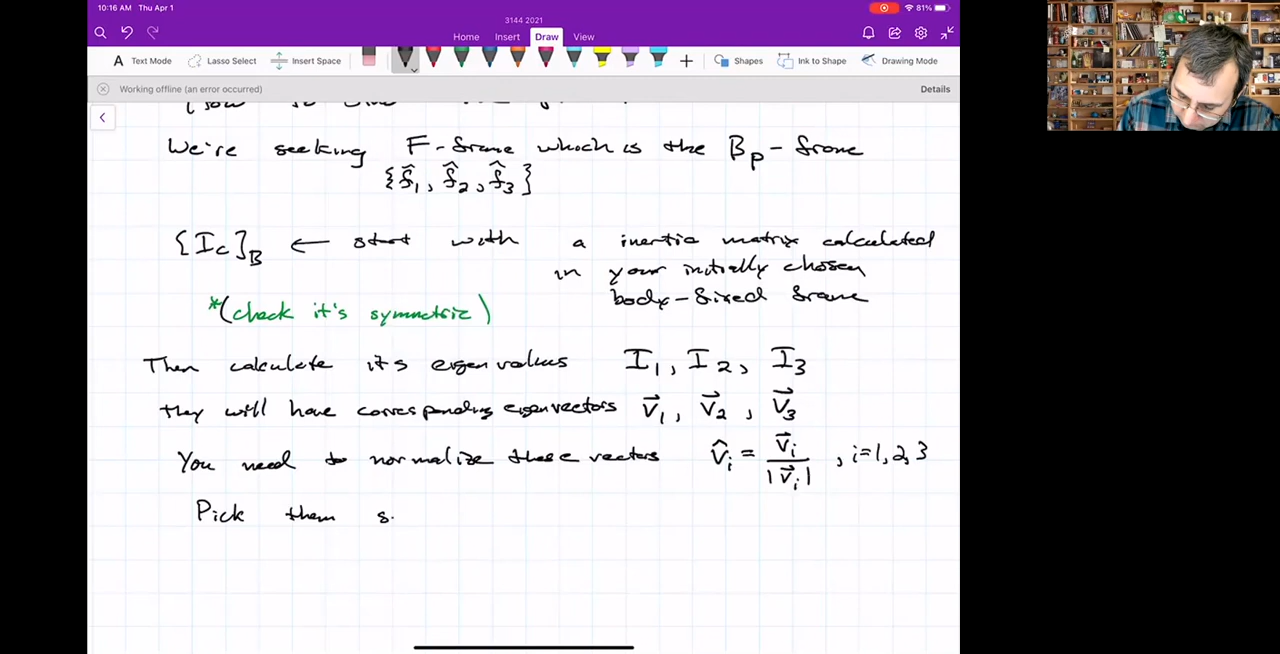 10:16 AM Thu Apr 1
81%
3144 2021
Home Insert Draw View
Text Mode Lasso Select Insert Space Shapes Ink to Shape Drawing Mode
Working offline (an error occurred) Details
We're seeking F-frame which is the Bp-frame
{f̂₁, f̂₂, f̂₃}
[Ic]B ← start with a inertia matrix calculated
in your initially chosen
body-fixed frame
*(check it's symmetric)
Then calculate its eigenvalues I₁, I₂, I₃
they will have corresponding eigenvectors v⃗₁, v⃗₂, v⃗₃
You need to normalize these vectors v̂ᵢ = v⃗ᵢ / |v⃗ᵢ| , i=1,2,3
Pick them s